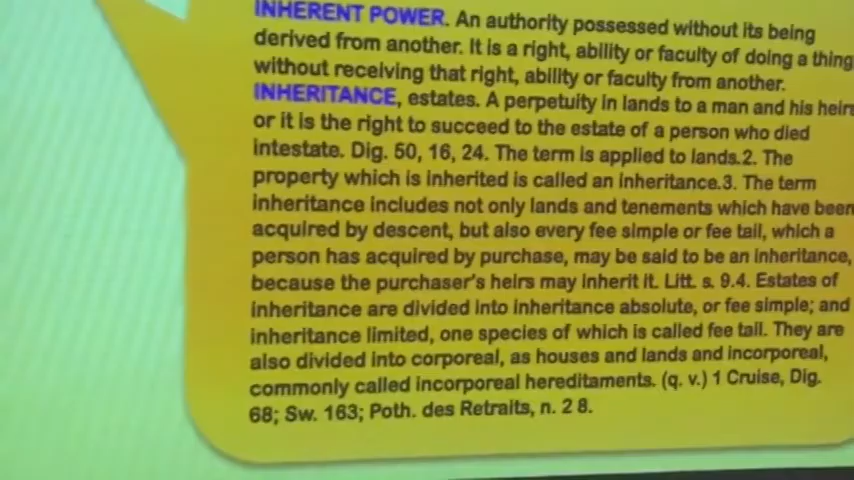 INHERENT POWER. An authority possessed without its being
derived from another. It is a right, ability or faculty of doing a thing
without receiving that right, ability or faculty from another.
INHERITANCE, estates. A perpetuity in lands to a man and his heirs
or it is the right to succeed to the estate of a person who died
intestate. Dig. 50, 16, 24. The term is applied to lands.2. The
property which is inherited is called an inheritance.3. The term
inheritance includes not only lands and tenements which have been
acquired by descent, but also every fee simple or fee tail, which a
person has acquired by purchase, may be said to be an inheritance,
because the purchaser's heirs may inherit it. Litt. s. 9.4. Estates of
inheritance are divided into inheritance absolute, or fee simple; and
inheritance limited, one species of which is called fee tail. They are
also divided into corporeal, as houses and lands and incorporeal,
commonly called incorporeal hereditaments. (q. v.) 1 Cruise, Dig.
68; Sw. 163; Poth. des Retraits, n. 2 8.